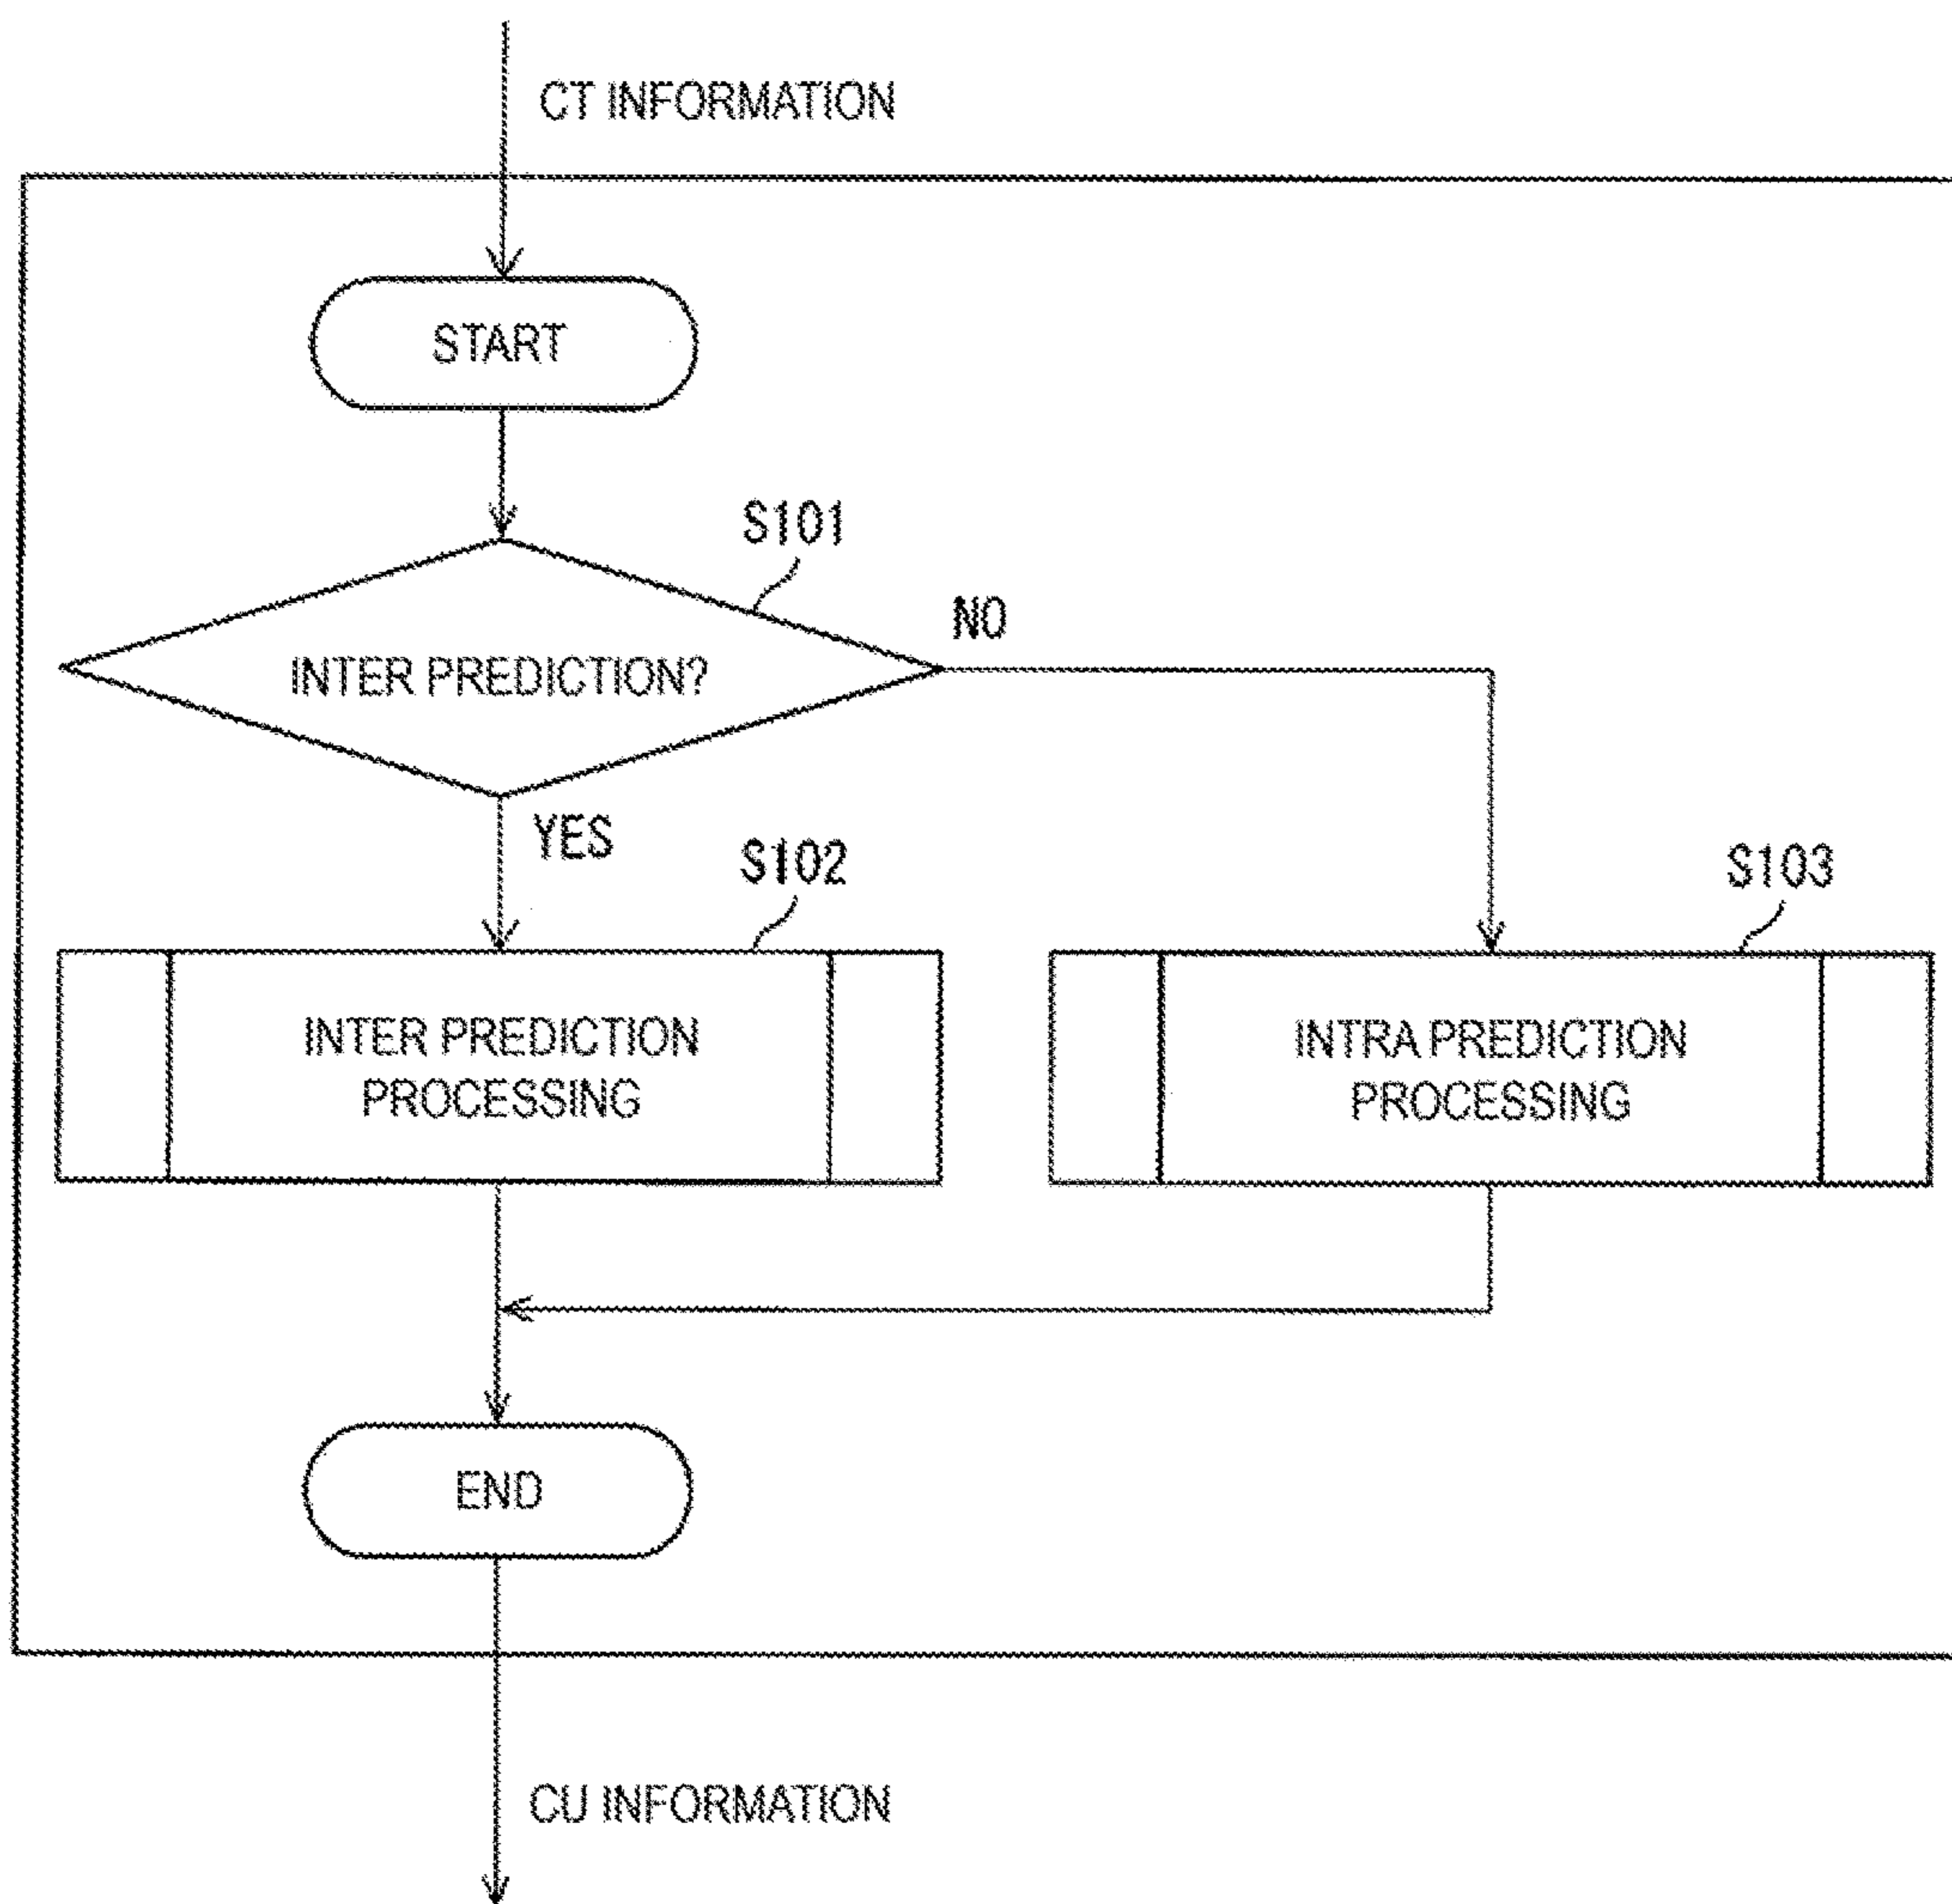 CT INFORMATION
START
S101
INTER PREDICTION?
NO
YES
S102
S103
INTER PREDICTION
PROCESSING
INTRA PREDICTION
PROCESSING
END
CU INFORMATION